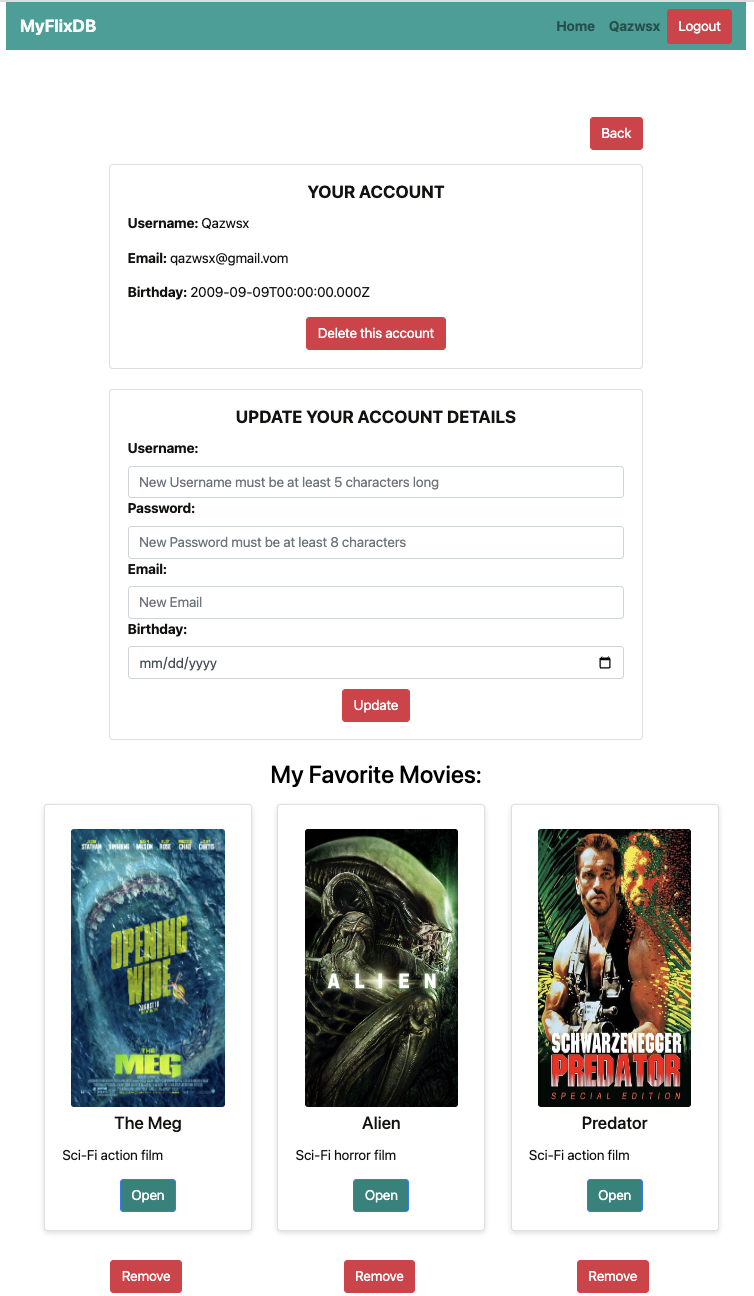 MyFlixDB Home Qazwsx Logout
Back
YOUR ACCOUNT
Username: Qazwsx
Email: qazwsx@gmail.vom
Birthday: 2009-09-09T00:00:00.000Z
Delete this account
UPDATE YOUR ACCOUNT DETAILS
Username:
New Username must be at least 5 characters long
Password:
New Password must be at least 8 characters
Email:
New Email
Birthday:
mm/dd/yyyy
Update
My Favorite Movies:
OPENING
WIDE
THE
MEG
The Meg
Sci-Fi action film
Open
Remove
ALIEN
Alien
Sci-Fi horror film
Open
Remove
SCHWARZENEGGER
PREDATOR
SPECIAL EDITION
Predator
Sci-Fi action film
Open
Remove